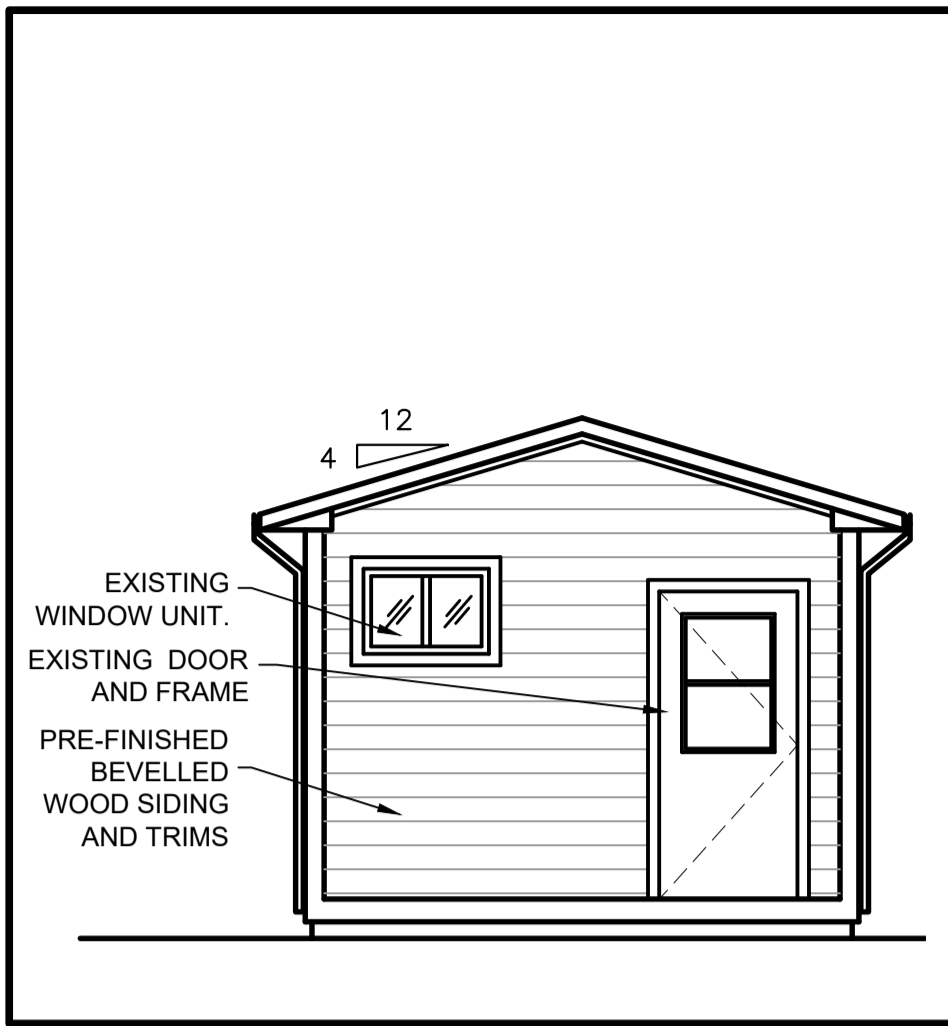 12
4
EXISTING
WINDOW UNIT.
EXISTING DOOR
AND FRAME
PRE-FINISHED
BEVELLED
WOOD SIDING
AND TRIMS